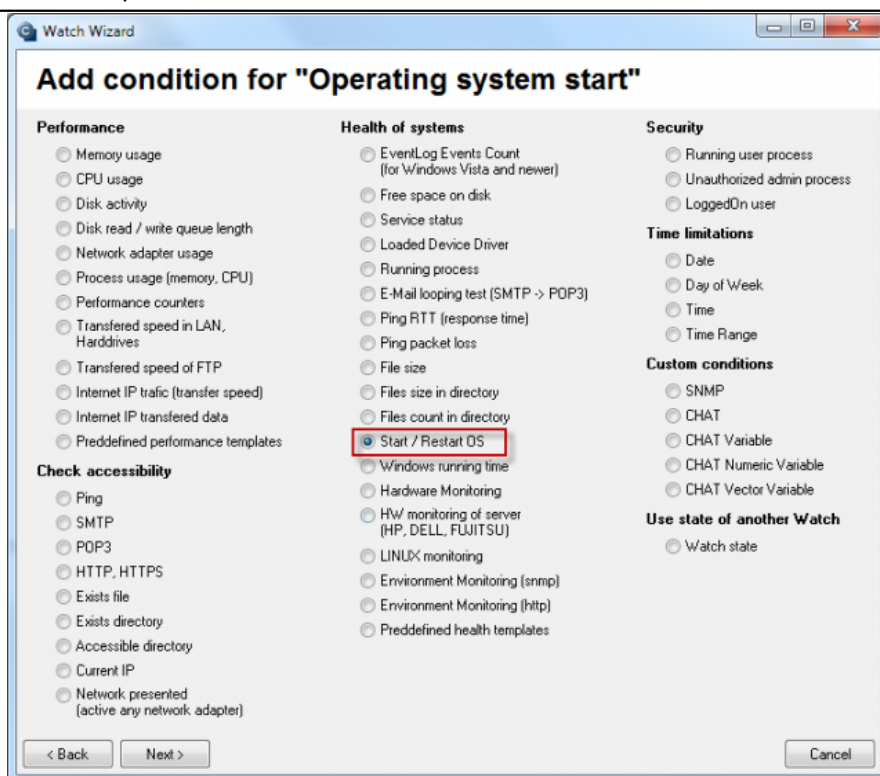 Watch Wizard
Add condition for "Operating system start"
Performance
Memory usage
CPU usage
Disk activity
Disk read / write queue length
Network adapter usage
Process usage (memory, CPU)
Performance counters
Transfered speed in LAN,
Harddrives
Transfered speed of FTP
Internet IP trafic (transfer speed)
Internet IP transfered data
Preddefined performance templates
Check accessibility
Ping
SMTP
POP3
HTTP, HTTPS
Exists file
Exists directory
Accessible directory
Current IP
Network presented
(active any network adapter)
Health of systems
EventLog Events Count
(for Windows Vista and newer)
Free space on disk
Service status
Loaded Device Driver
Running process
E-Mail looping test (SMTP -> POP3)
Ping RTT (response time)
Ping packet loss
File size
Files size in directory
Files count in directory
Start / Restart OS
Windows running time
Hardware Monitoring
HW monitoring of server
(HP, DELL, FUJITSU)
LINUX monitoring
Environment Monitoring (snmp)
Environment Monitoring (http)
Preddefined health templates
Security
Running user process
Unauthorized admin process
LoggedOn user
Time limitations
Date
Day of Week
Time
Time Range
Custom conditions
SNMP
CHAT
CHAT Variable
CHAT Numeric Variable
CHAT Vector Variable
Use state of another Watch
Watch state
< Back
Next >
Cancel